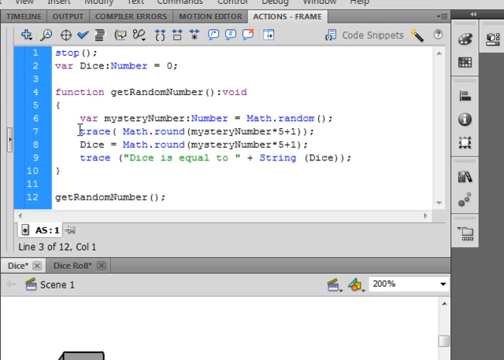 Insert Modify Text Commands Control Debug Window Help
TIMELINE OUTPUT COMPILER ERRORS MOTION EDITOR ACTIONS - FRAME
Code Snippets
1 stop();
2 var Dice:Number = 0;
3
4 function getRandomNumber():void
5 {
6 var mysteryNumber:Number = Math.random();
7 trace( Math.round(mysteryNumber*5+1));
8 Dice = Math.round(mysteryNumber*5+1);
9 trace ("Dice is equal to " + String (Dice));
10 }
11
12 getRandomNumber();
AS : 1
Line 3 of 12, Col 1
Dice* Dice Roll*
Scene 1
200%